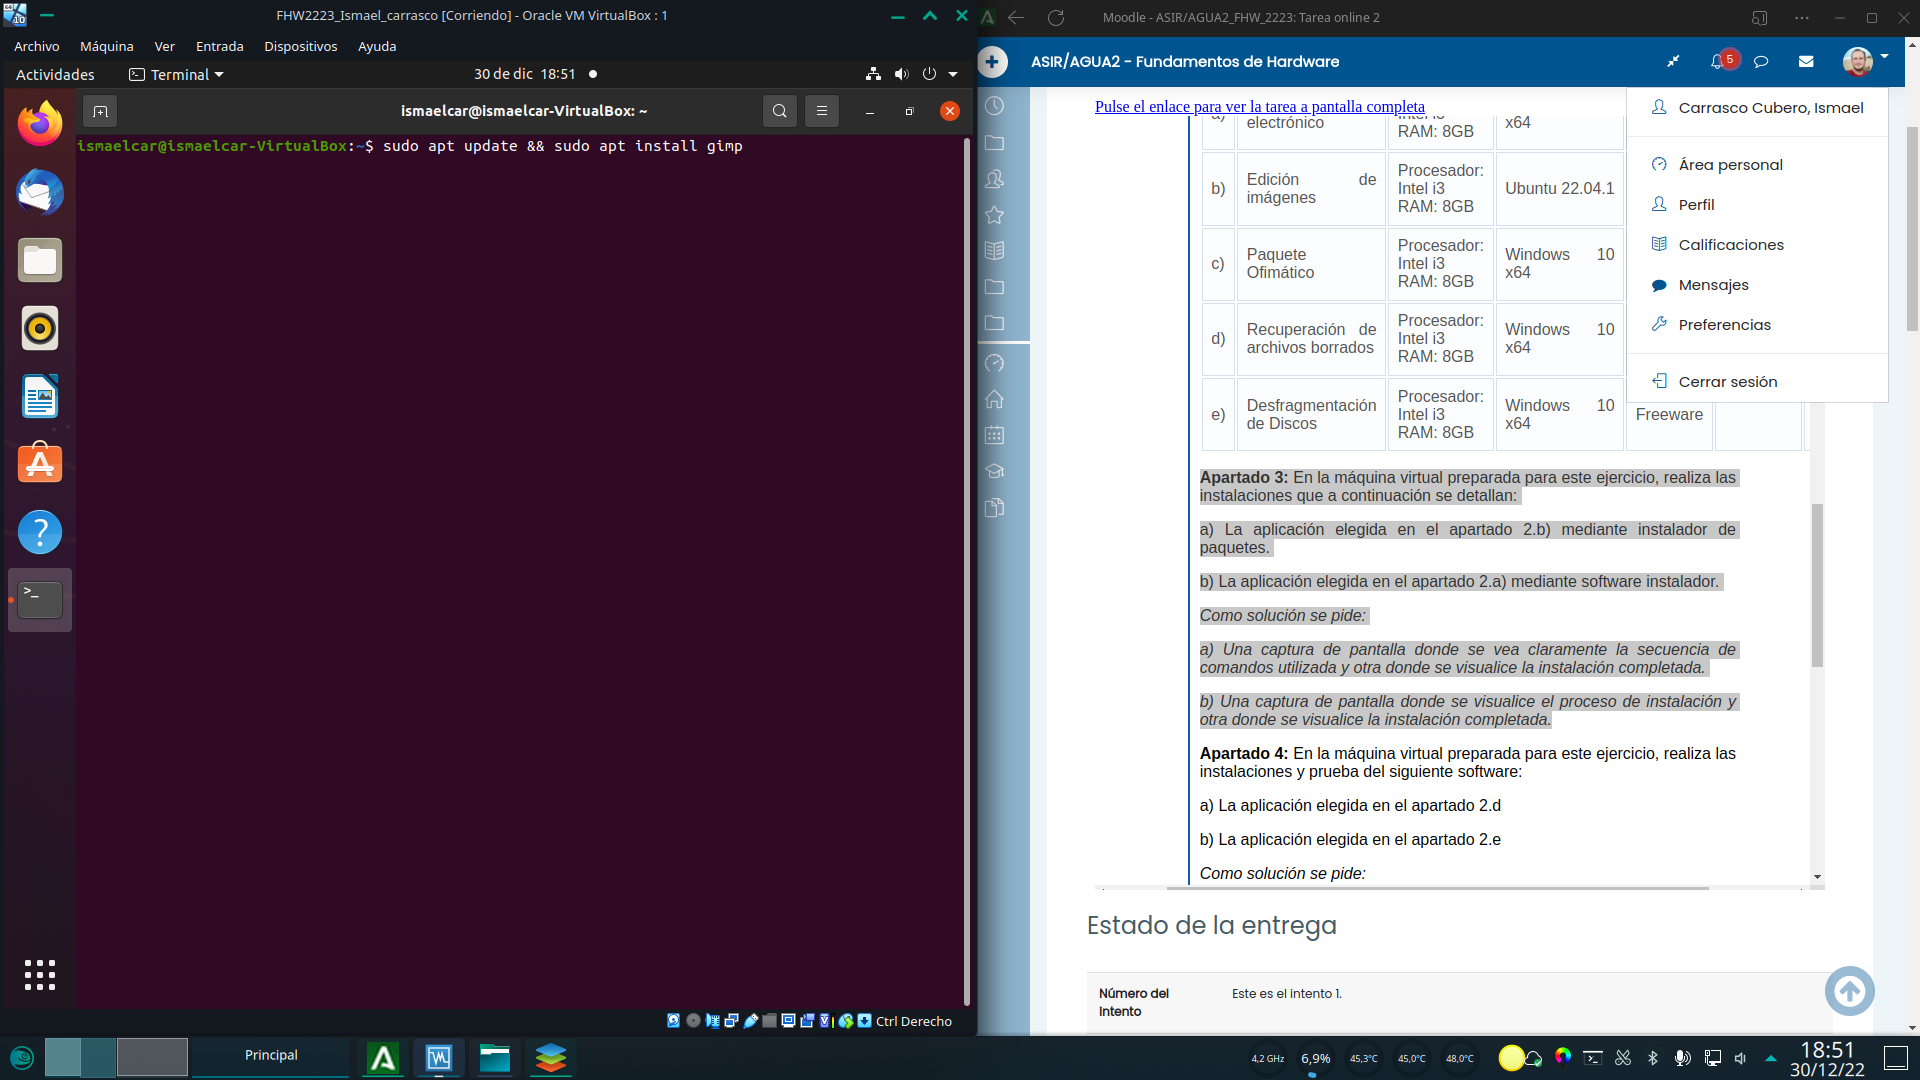 FHW2223_Ismael_carrasco [Corriendo] - Oracle VM VirtualBox : 1
Archivo Máquina Ver Entrada Dispositivos Ayuda
Actividades Terminal 30 de dic 18:51
ismaelcar@ismaelcar-VirtualBox: ~
ismaelcar@ismaelcar-VirtualBox:~$ sudo apt update && sudo apt install gimp
Ctrl Derecho
Moodle - ASIR/AGUA2_FHW_2223: Tarea online 2
ASIR/AGUA2 - Fundamentos de Hardware
5
Pulse el enlace para ver la tarea a pantalla completa
electrónico
RAM: 8GB
x64
b) Edición de imágenes Procesador: Intel i3 RAM: 8GB Ubuntu 22.04.1
c) Paquete Ofimático Procesador: Intel i3 RAM: 8GB Windows 10 x64
d) Recuperación de archivos borrados Procesador: Intel i3 RAM: 8GB Windows 10 x64
e) Desfragmentación de Discos Procesador: Intel i3 RAM: 8GB Windows 10 x64 Freeware
Carrasco Cubero, Ismael
Área personal
Perfil
Calificaciones
Mensajes
Preferencias
Cerrar sesión
Apartado 3: En la máquina virtual preparada para este ejercicio, realiza las
instalaciones que a continuación se detallan:
a) La aplicación elegida en el apartado 2.b) mediante instalador de
paquetes.
b) La aplicación elegida en el apartado 2.a) mediante software instalador.
Como solución se pide:
a) Una captura de pantalla donde se vea claramente la secuencia de
comandos utilizada y otra donde se visualice la instalación completada.
b) Una captura de pantalla donde se visualice el proceso de instalación y
otra donde se visualice la instalación completada.
Apartado 4: En la máquina virtual preparada para este ejercicio, realiza las
instalaciones y prueba del siguiente software:
a) La aplicación elegida en el apartado 2.d
b) La aplicación elegida en el apartado 2.e
Como solución se pide:
Estado de la entrega
Número del
Intento
Este es el intento 1.
Principal
4,2 GHz 6,9% 45,3°C 45,0°C 48,0°C
18:51
30/12/22